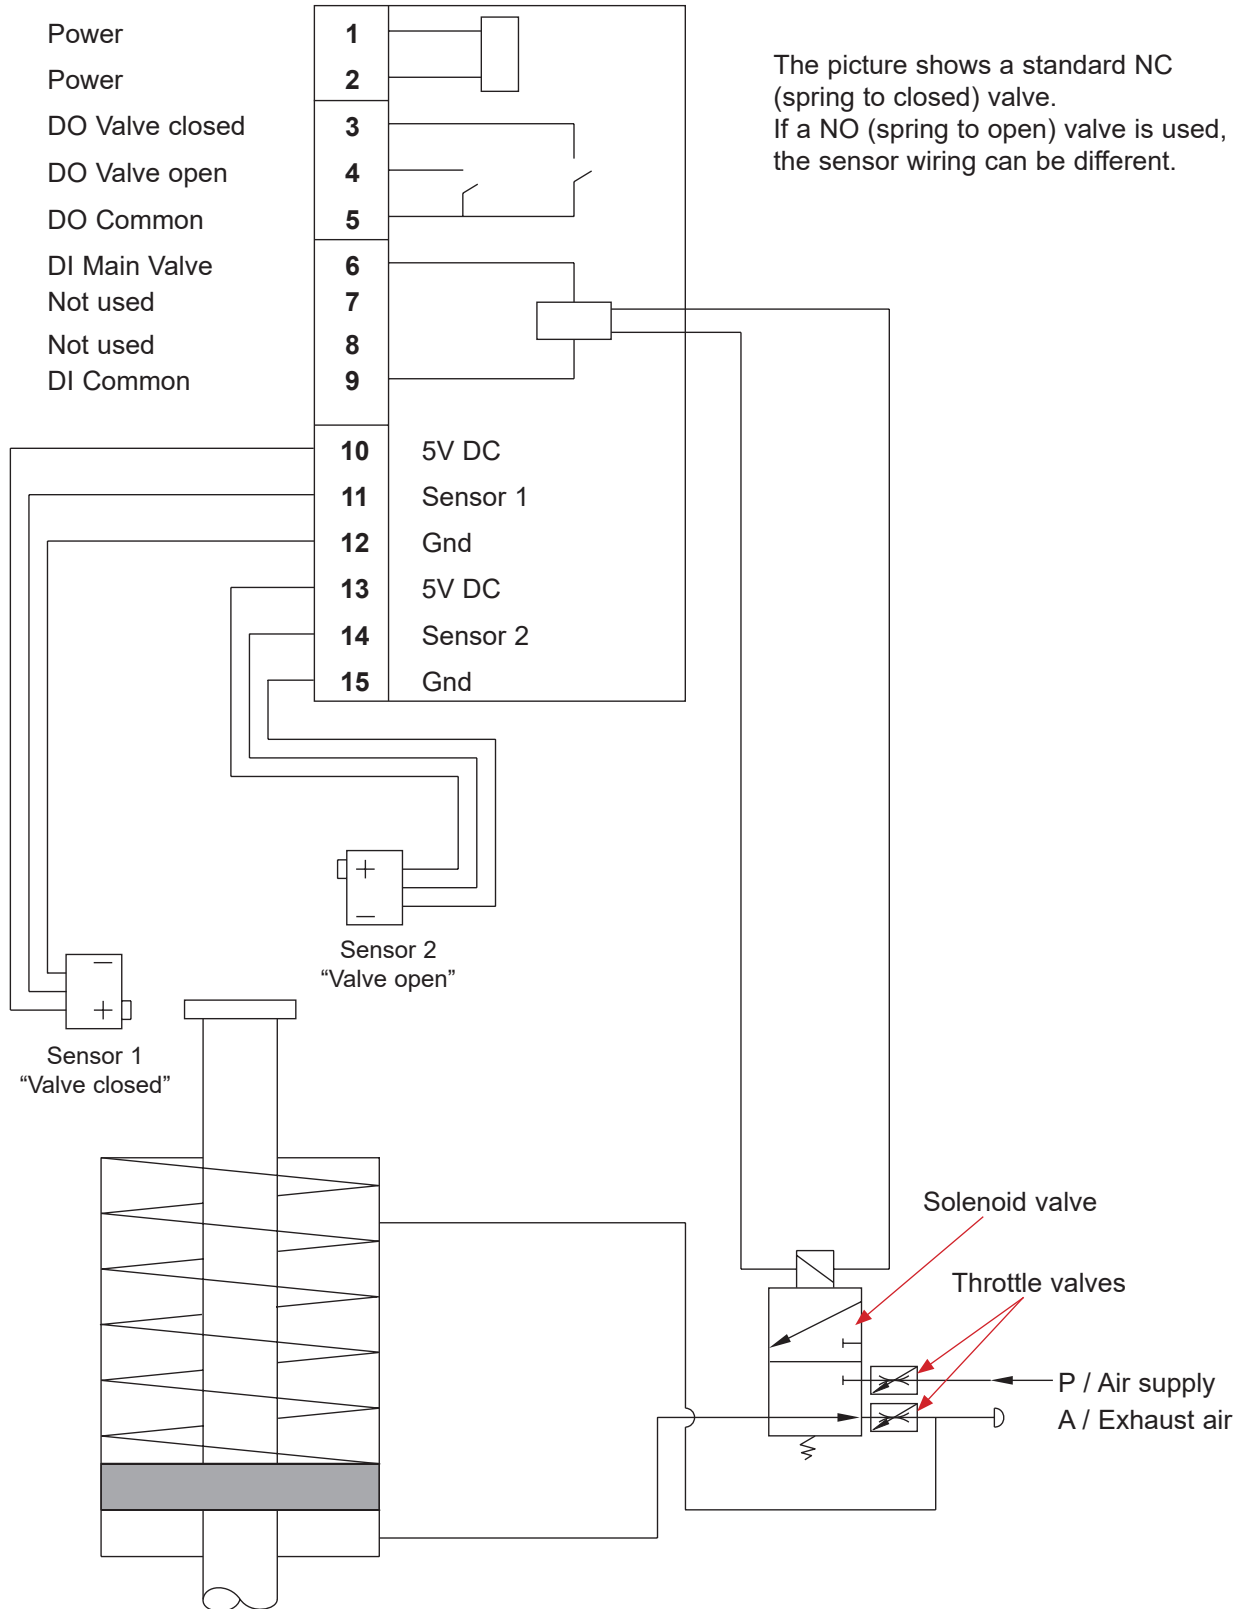 Power 1
Power 2
DO Valve closed 3
DO Valve open 4
DO Common 5
DI Main Valve 6
Not used 7
Not used 8
DI Common 9
10 5V DC
11 Sensor 1
12 Gnd
13 5V DC
14 Sensor 2
15 Gnd
The picture shows a standard NC
(spring to closed) valve.
If a NO (spring to open) valve is used,
the sensor wiring can be different.
+
—
Sensor 2
“Valve open”
—
+
Sensor 1
“Valve closed”
Solenoid valve
Throttle valves
P / Air supply
A / Exhaust air